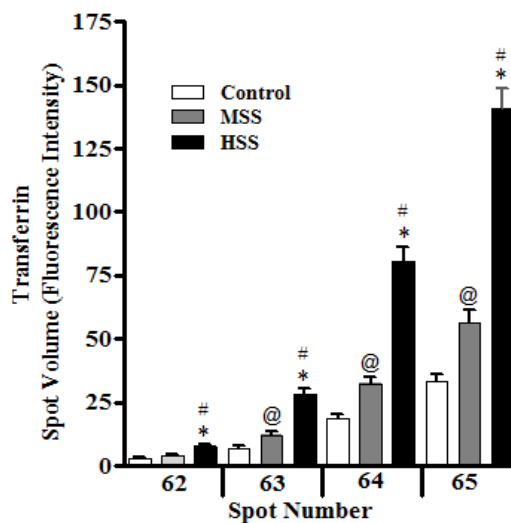 175
150
125
100
75
50
25
0
Transferrin
Spot Volume (Fluorescence Intensity)
Control
MSS
HSS
#
*
@
#
*
@
#
*
@
#
*
62 63 64 65
Spot Number